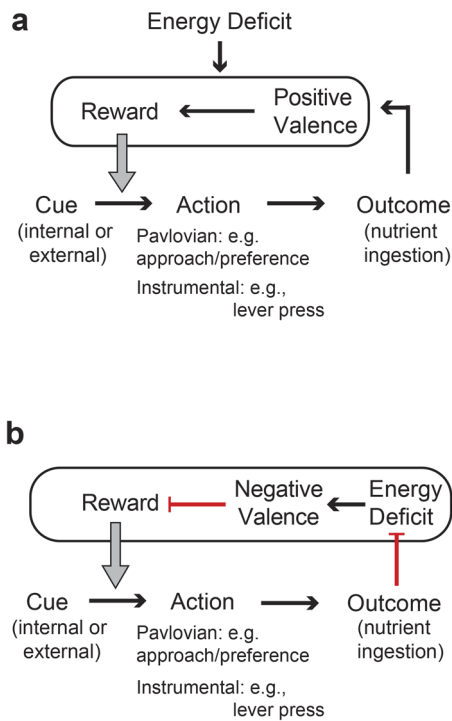 a
Energy Deficit
Reward
Positive
Valence
Cue
(internal or
external)
Action
Pavlovian: e.g.
approach/preference
Instrumental: e.g.,
lever press
Outcome
(nutrient
ingestion)
b
Reward
Negative
Valence
Energy
Deficit
Cue
(internal or
external)
Action
Pavlovian: e.g.
approach/preference
Instrumental: e.g.,
lever press
Outcome
(nutrient
ingestion)